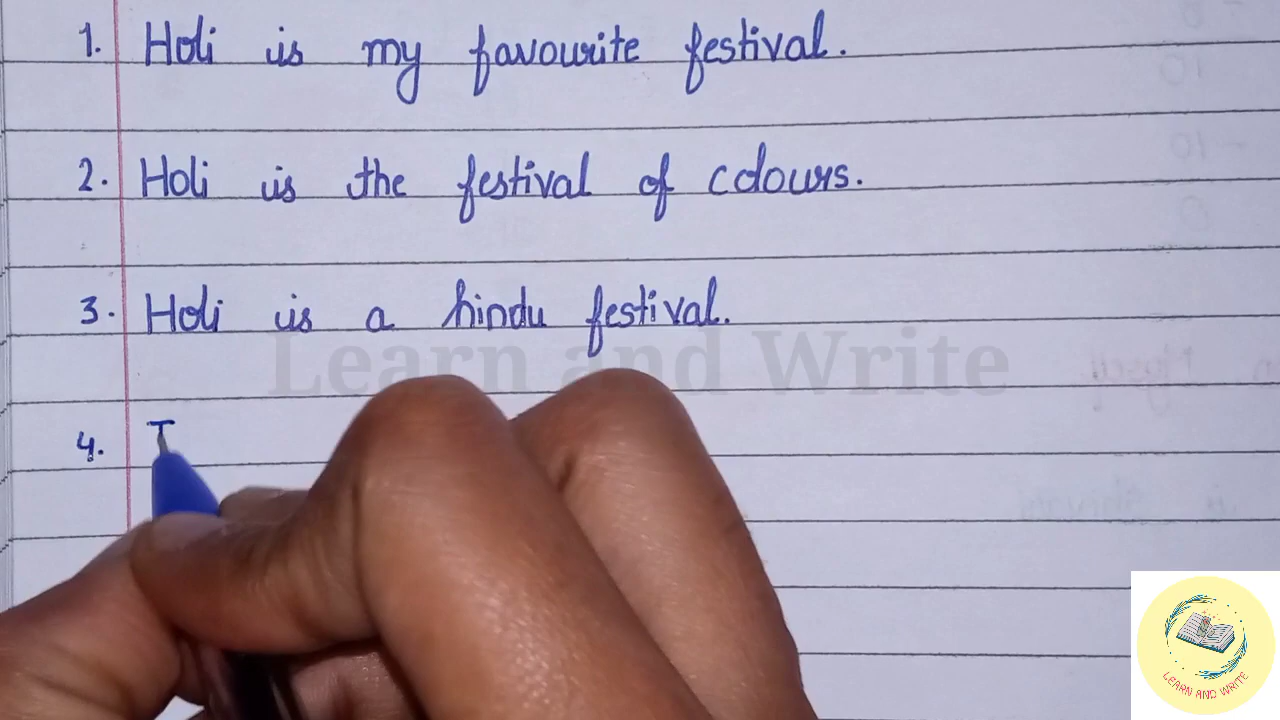 1. Holi is my favourite festival.
2. Holi is the festival of colours.
3. Holi is a hindu festival.
Learn and Write
4.
LEARN AND WRITE